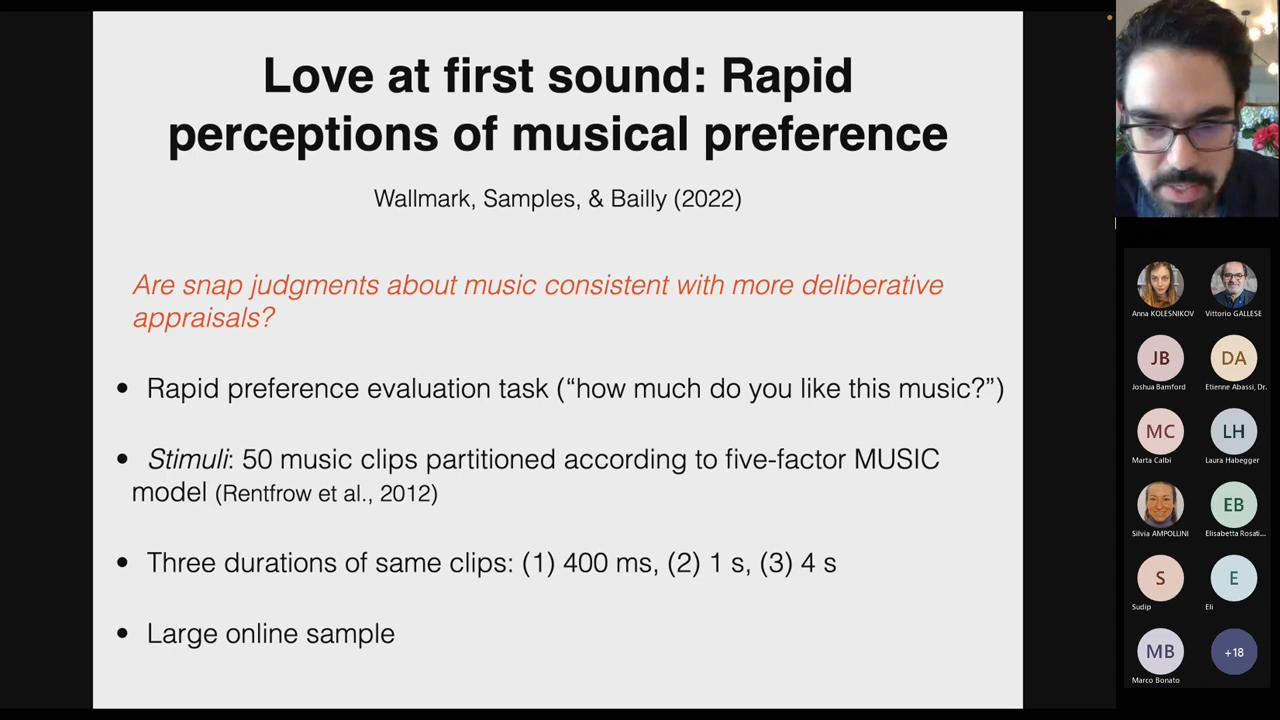 Love at first sound: Rapid
perceptions of musical preference
Wallmark, Samples, & Bailly (2022)
Are snap judgments about music consistent with more deliberative
appraisals?
• Rapid preference evaluation task (“how much do you like this music?”)
• Stimuli: 50 music clips partitioned according to five-factor MUSIC
model (Rentfrow et al., 2012)
• Three durations of same clips: (1) 400 ms, (2) 1 s, (3) 4 s
• Large online sample
Anna KOLESNIKOV
Vittorio GALLESE
JB
DA
Joshua Bamford
Etienne Abassi, Dr.
MC
LH
Marta Calbi
Laura Habegger
EB
Silvia AMPOLLINI
Elisabetta Rosati...
S
E
Sudip
Eli
MB
+18
Marco Bonato